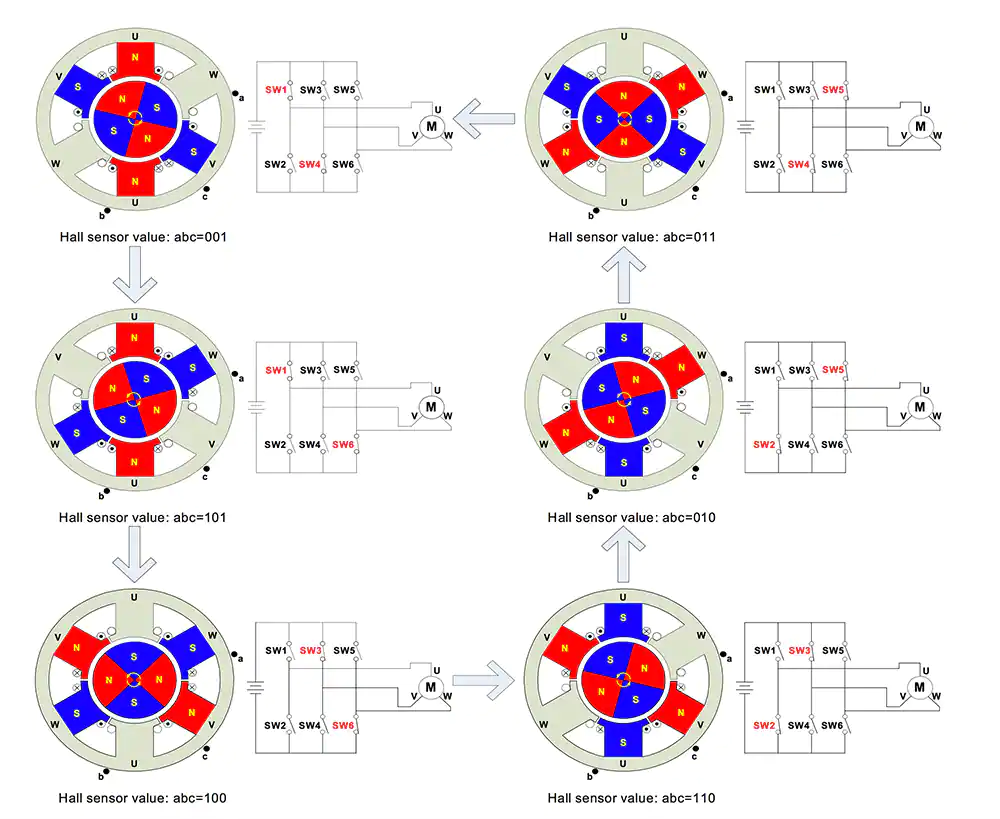 U
N
V
S
W
a
N
S
S
N
S
W
V
N
U
b
c
SW1
SW3
SW5
SW2
SW4
SW6
U
M
V
W
Hall sensor value: abc=001
U
V
S
N
W
a
N
S
S
N
N
S
W
V
U
b
c
SW1
SW3
SW5
SW2
SW4
SW6
U
M
V
W
Hall sensor value: abc=011
U
N
V
S
W
a
N
S
S
N
S
W
V
N
U
b
c
SW1
SW3
SW5
SW2
SW4
SW6
U
M
V
W
Hall sensor value: abc=101
U
S
V
N
W
a
S
N
N
S
N
W
V
S
U
b
c
SW1
SW3
SW5
SW2
SW4
SW6
U
M
V
W
Hall sensor value: abc=010
U
V
N
S
W
a
S
N
N
S
S
N
W
V
U
b
c
SW1
SW3
SW5
SW2
SW4
SW6
U
M
V
W
Hall sensor value: abc=100
U
S
V
N
W
a
S
N
N
S
N
W
V
S
U
b
c
SW1
SW3
SW5
SW2
SW4
SW6
U
M
V
W
Hall sensor value: abc=110